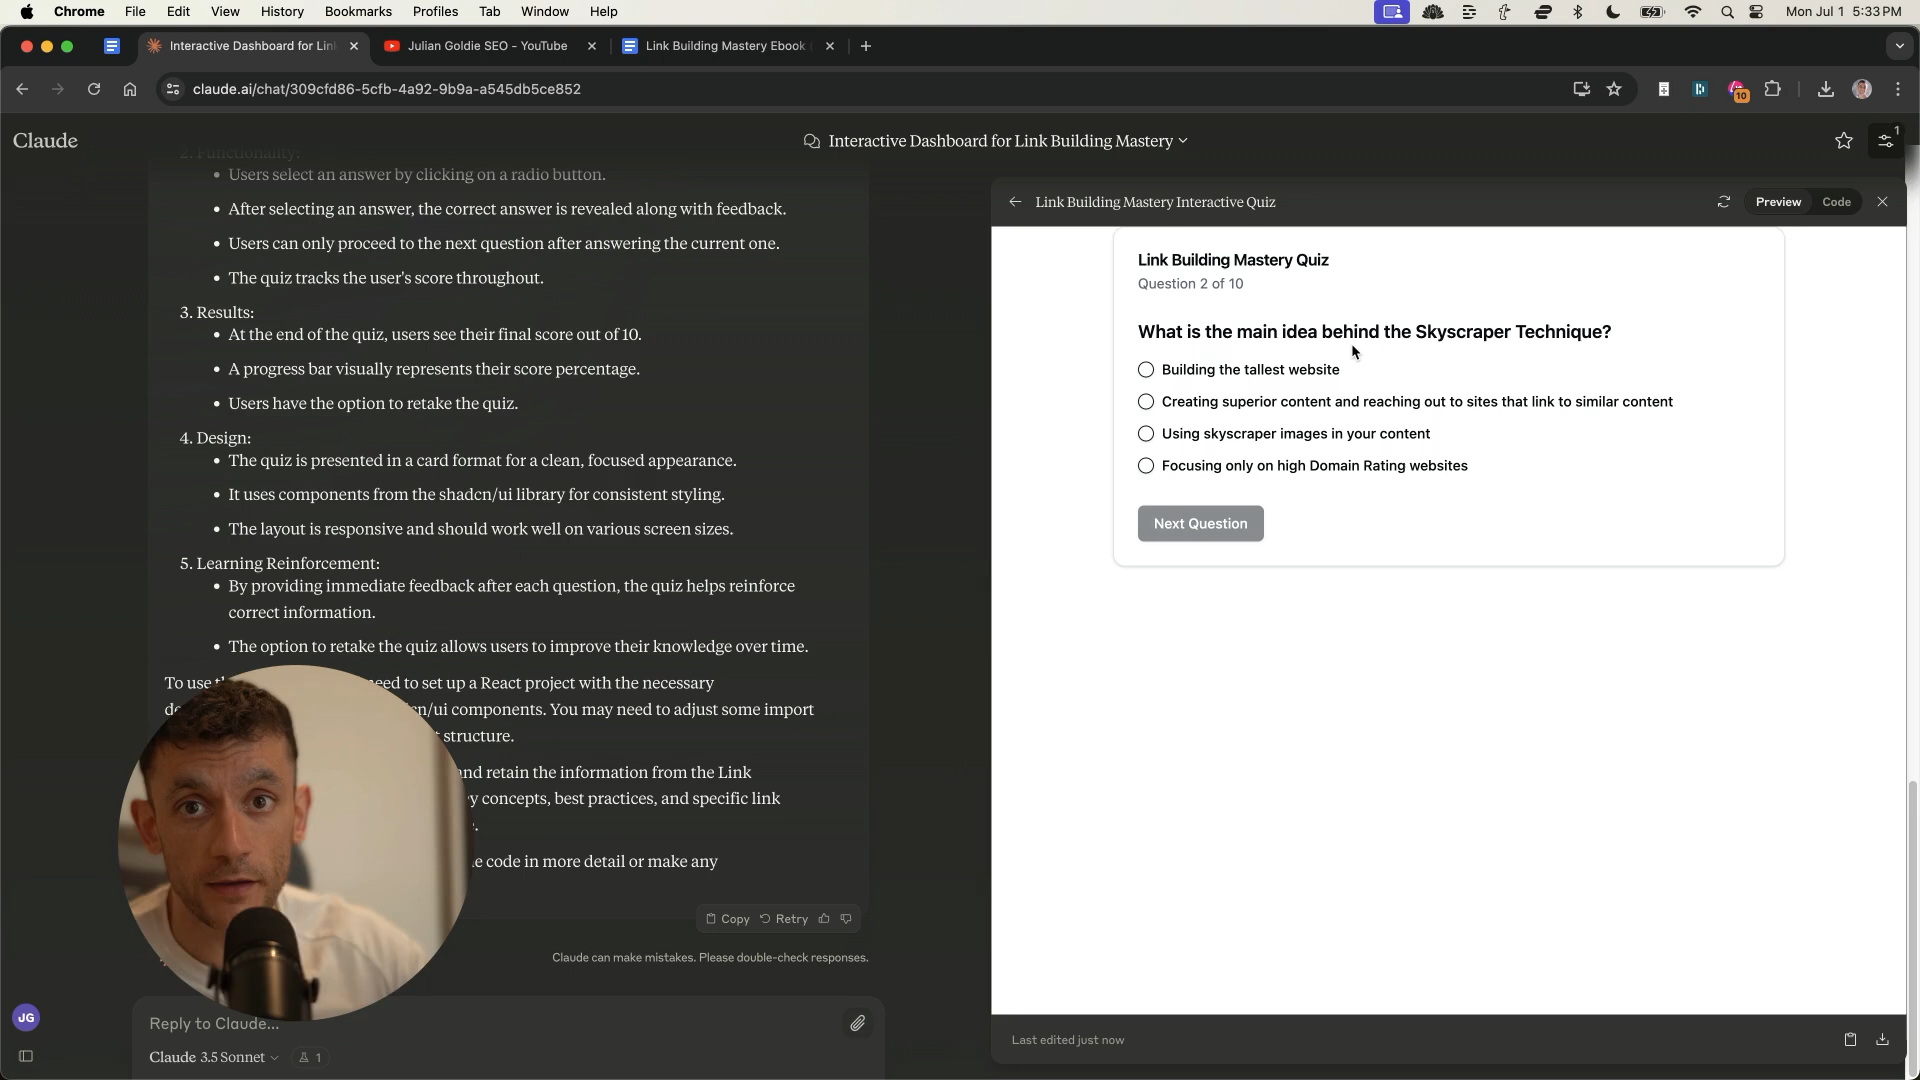 Chrome File Edit View History Bookmarks Profiles Tab Window Help Mon Jul 1 5:33 PM
Interactive Dashboard for Lin
Julian Goldie SEO - YouTube
Link Building Mastery Ebook
claude.ai/chat/309cfd86-5cfb-4a92-9b9a-a545db5ce852
10
Claude
Interactive Dashboard for Link Building Mastery
1
2. Functionality:
• Users select an answer by clicking on a radio button.
• After selecting an answer, the correct answer is revealed along with feedback.
• Users can only proceed to the next question after answering the current one.
• The quiz tracks the user's score throughout.
3. Results:
• At the end of the quiz, users see their final score out of 10.
• A progress bar visually represents their score percentage.
• Users have the option to retake the quiz.
4. Design:
• The quiz is presented in a card format for a clean, focused appearance.
• It uses components from the shadcn/ui library for consistent styling.
• The layout is responsive and should work well on various screen sizes.
5. Learning Reinforcement:
• By providing immediate feedback after each question, the quiz helps reinforce
correct information.
• The option to retake the quiz allows users to improve their knowledge over time.
To use need to set up a React project with the necessary
cn/ui components. You may need to adjust some import
structure.
and retain the information from the Link
y concepts, best practices, and specific link
code in more detail or make any
Copy Retry
Claude can make mistakes. Please double-check responses.
JG
Reply to Claude...
Claude 3.5 Sonnet 1
Link Building Mastery Interactive Quiz
Preview Code
Link Building Mastery Quiz
Question 2 of 10
What is the main idea behind the Skyscraper Technique?
Building the tallest website
Creating superior content and reaching out to sites that link to similar content
Using skyscraper images in your content
Focusing only on high Domain Rating websites
Next Question
Last edited just now